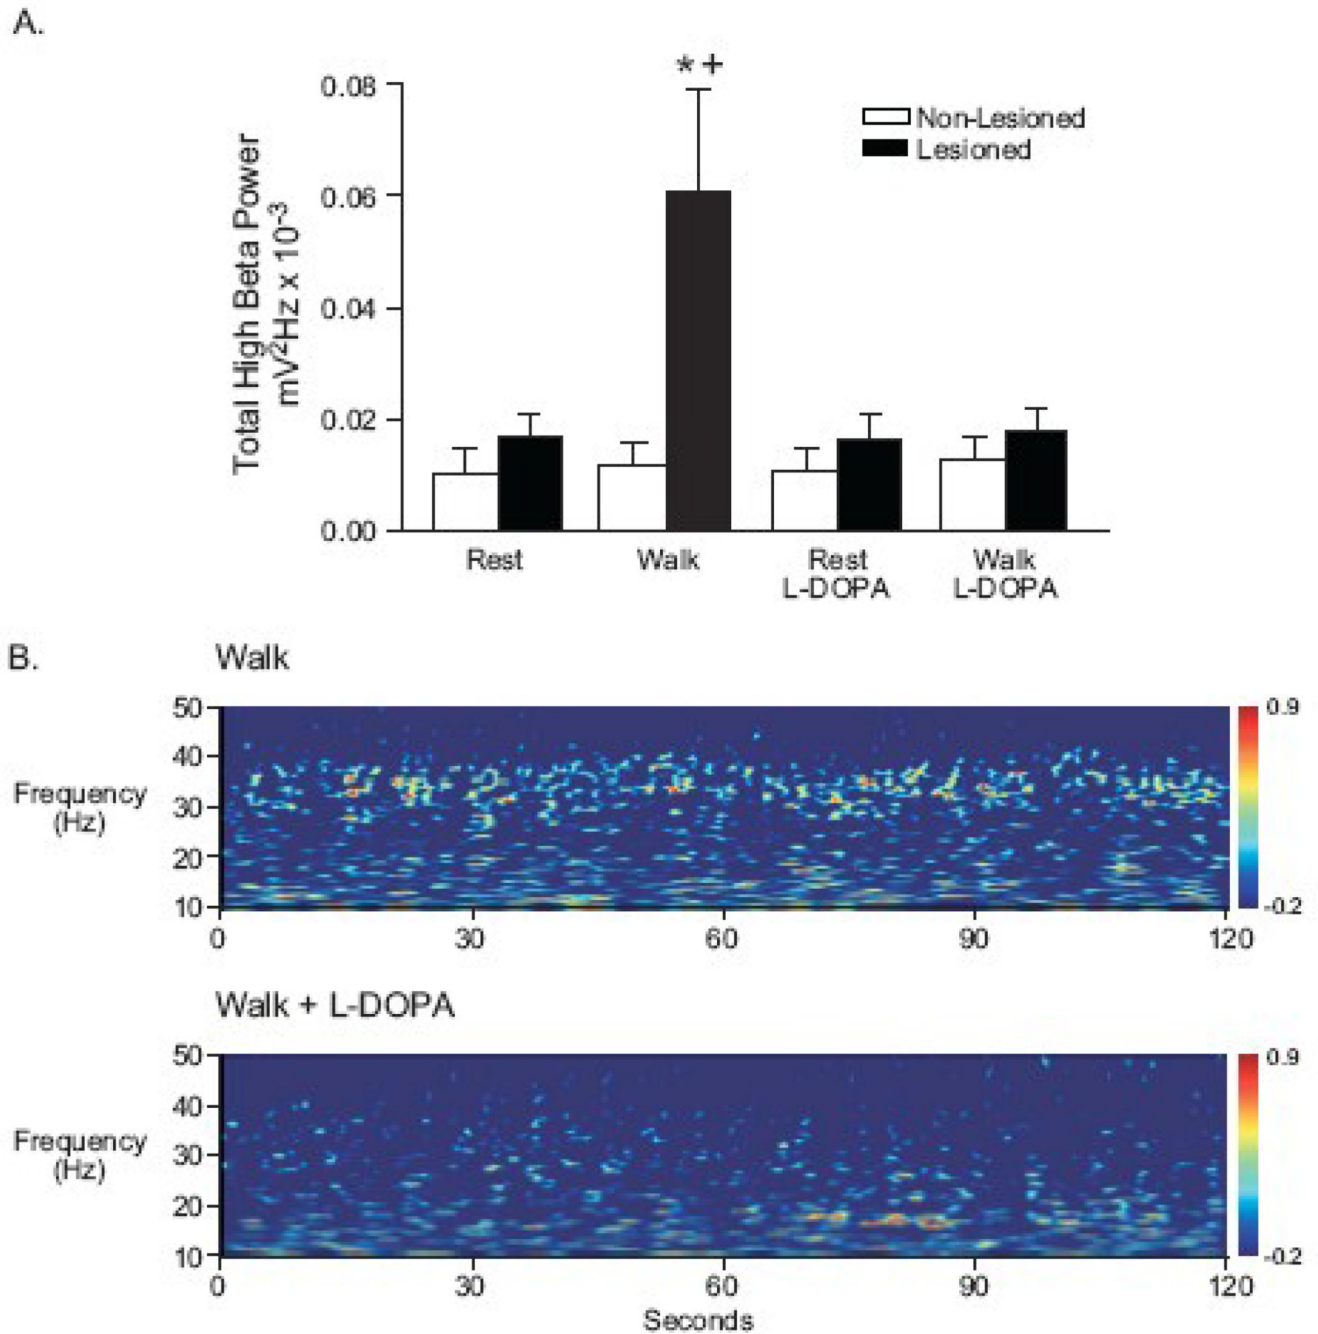 A.
* +
0.08
0.06
0.04
0.02
0.00
Total High Beta Power
mV²Hz x 10⁻³
Non-Lesioned
Lesioned
Rest
Walk
Rest
L-DOPA
Walk
L-DOPA
B.
Walk
50
40
30
20
10
Frequency
(Hz)
0
30
60
90
120
0.9
-0.2
Walk + L-DOPA
50
40
30
20
10
Frequency
(Hz)
0
30
60
90
120
0.9
-0.2
Seconds